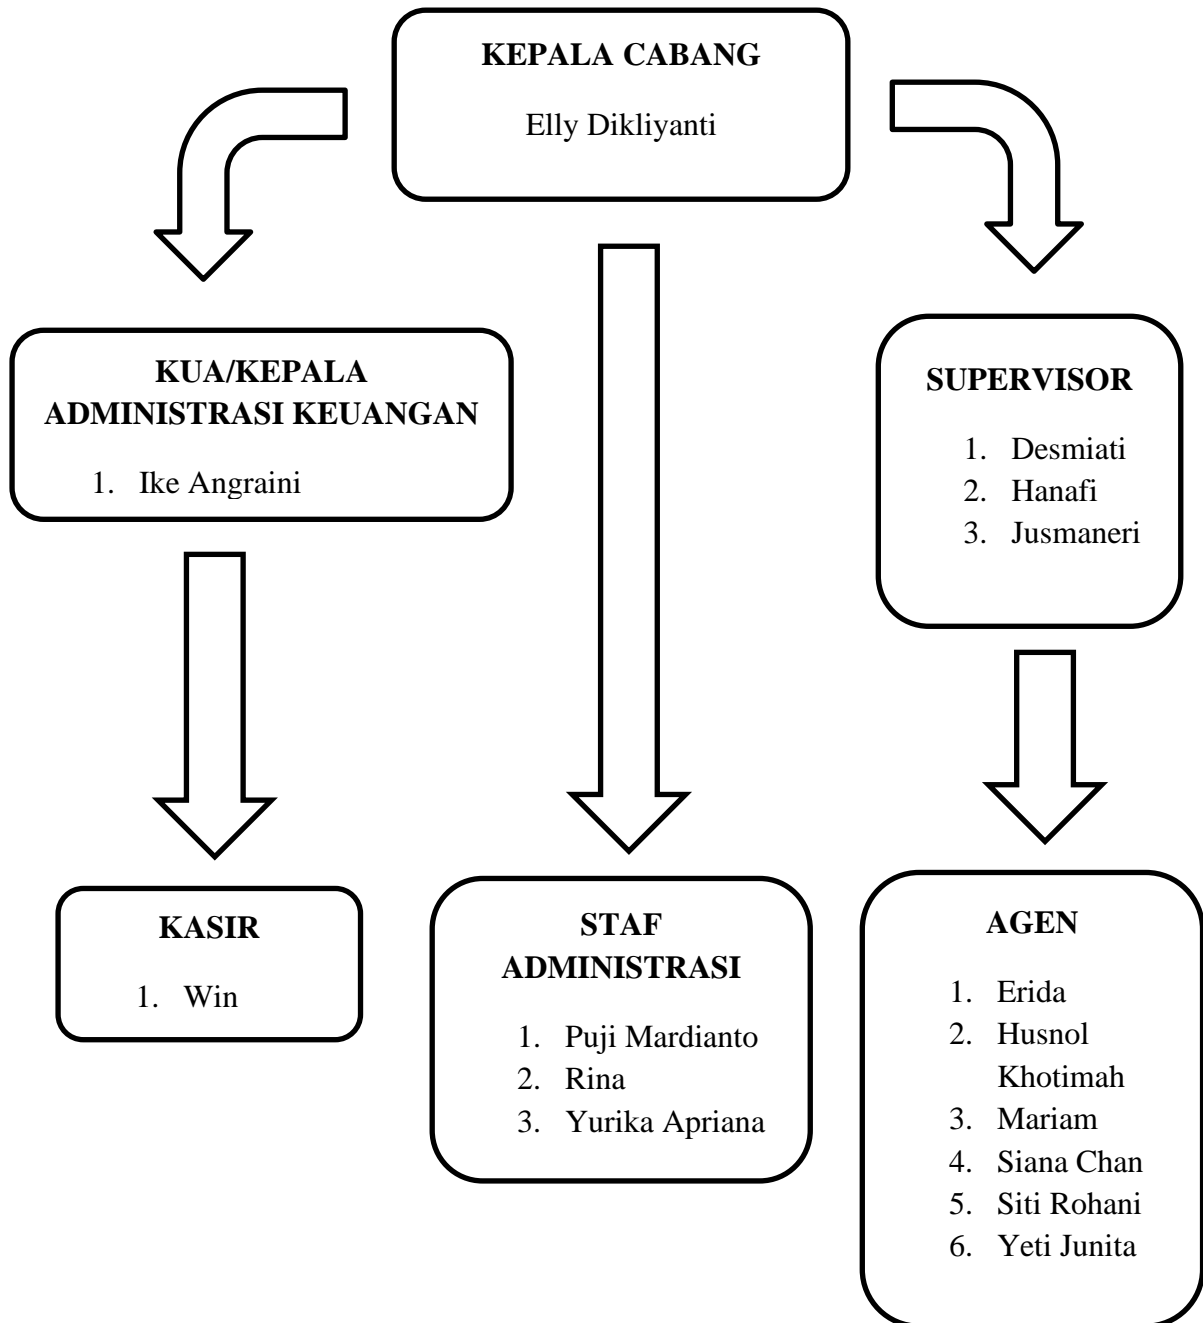 KEPALA CABANG
Elly Dikliyanti
KUA/KEPALA
ADMINISTRASI KEUANGAN
1. Ike Angraini
SUPERVISOR
1. Desmiati
2. Hanafi
3. Jusmaneri
KASIR
1. Win
STAF
ADMINISTRASI
1. Puji Mardianto
2. Rina
3. Yurika Apriana
AGEN
1. Erida
2. Husnol
Khotimah
3. Mariam
4. Siana Chan
5. Siti Rohani
6. Yeti Junita